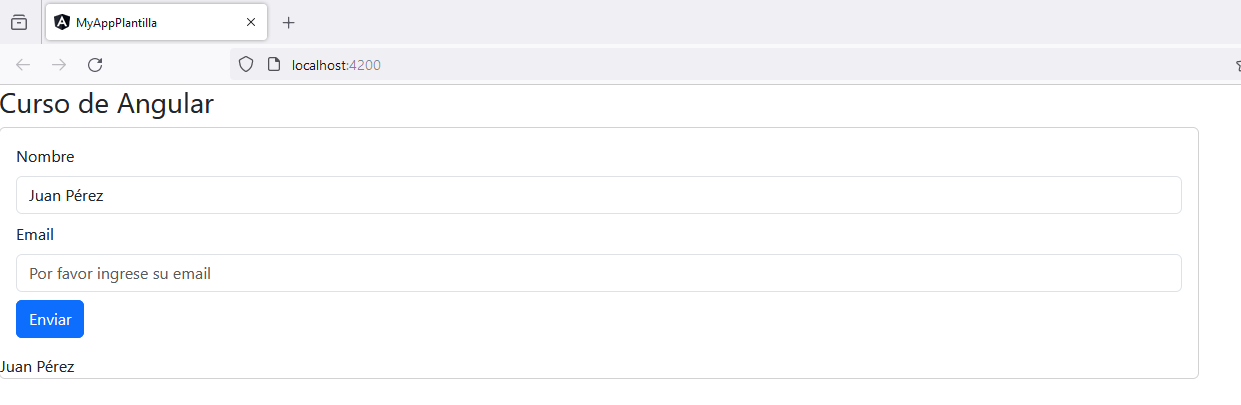 MyAppPlantilla
localhost:4200
Curso de Angular
Nombre
Juan Pérez
Email
Por favor ingrese su email
Enviar
Juan Pérez